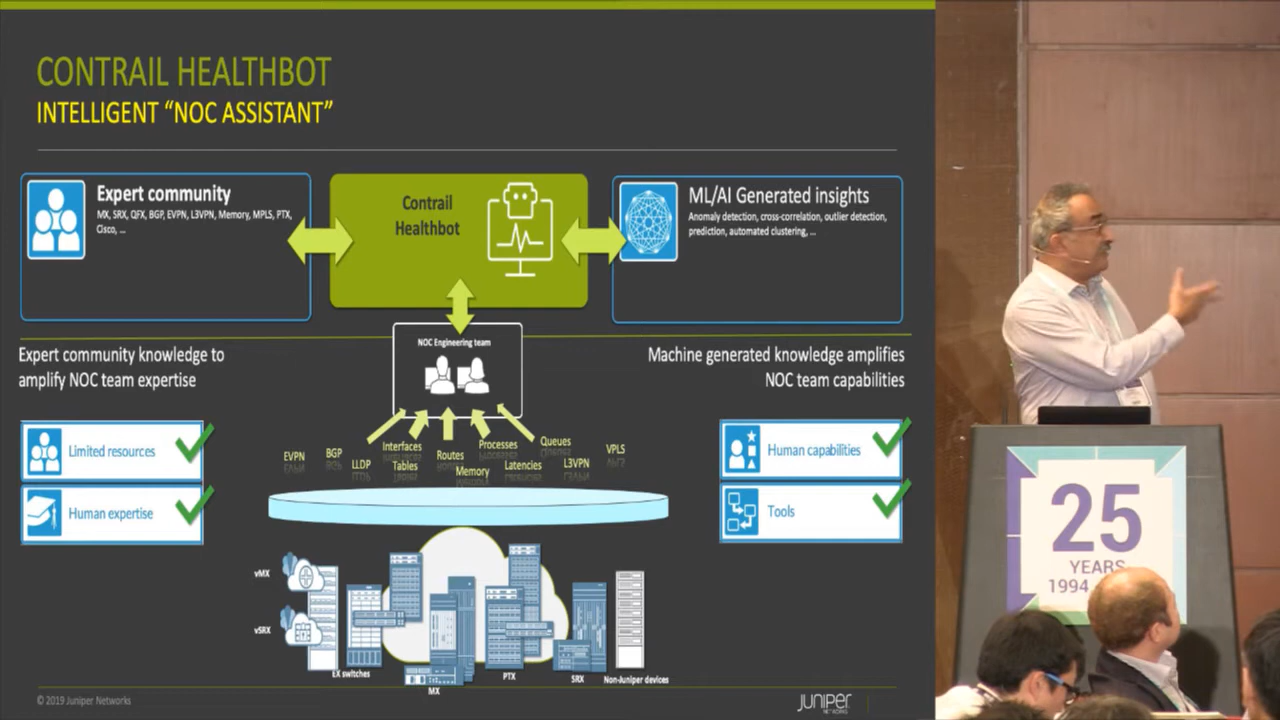 CONTRAIL HEALTHBOT
INTELLIGENT “NOC ASSISTANT”
Expert community
MX, SRX, QFX, BGP, EVPN, L3VPN, Memory, MPLS, PTX,
Cisco, ...
Contrail
Healthbot
ML/AI Generated insights
Anomaly detection, cross-correlation, outlier detection,
prediction, automated clustering, ...
NOC Engineering team
Expert community knowledge to
amplify NOC team expertise
Machine generated knowledge amplifies
NOC team capabilities
Limited resources
Human expertise
Human capabilities
Tools
EVPN
BGP
LLDP
Interfaces
Tables
Routes
Memory
Processes
Latencies
Queues
L3VPN
VPLS
vMX
vSRX
EX switches
MX
PTX
SRX
Non-Juniper devices
© 2019 Juniper Networks
JUNIPER
NETWORKS
25
YEARS
1994